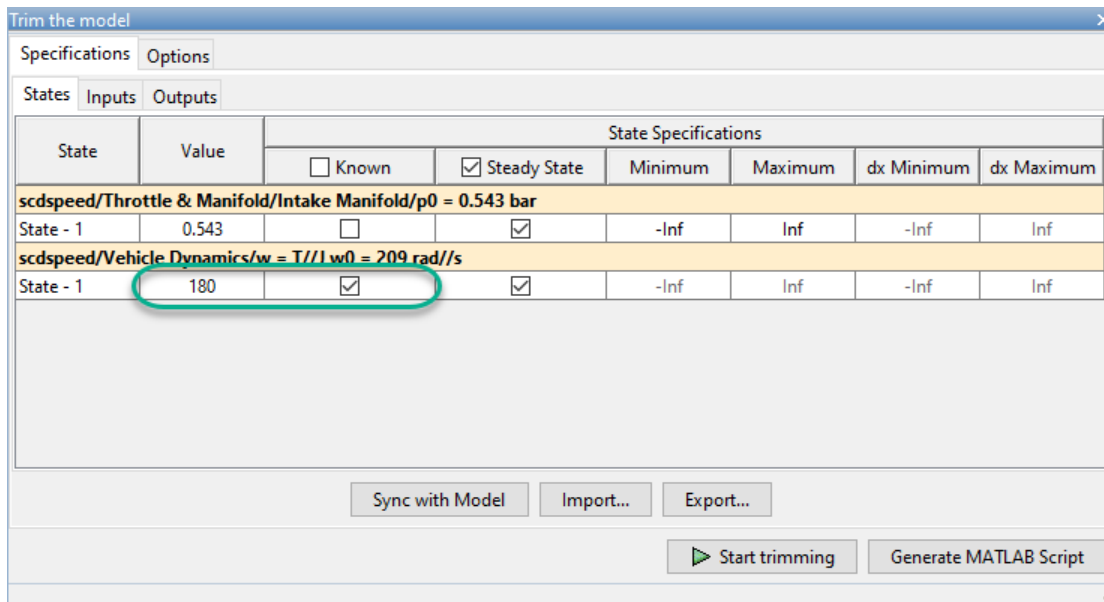 Trim the model
Specifications Options
States Inputs Outputs
State Value State Specifications
Known Steady State Minimum Maximum dx Minimum dx Maximum
scdspeed/Throttle & Manifold/Intake Manifold/p0 = 0.543 bar
State - 1 0.543 -Inf Inf -Inf Inf
scdspeed/Vehicle Dynamics/w = T//J w0 = 209 rad//s
State - 1 180 -Inf Inf -Inf Inf
Sync with Model Import... Export...
Start trimming Generate MATLAB Script